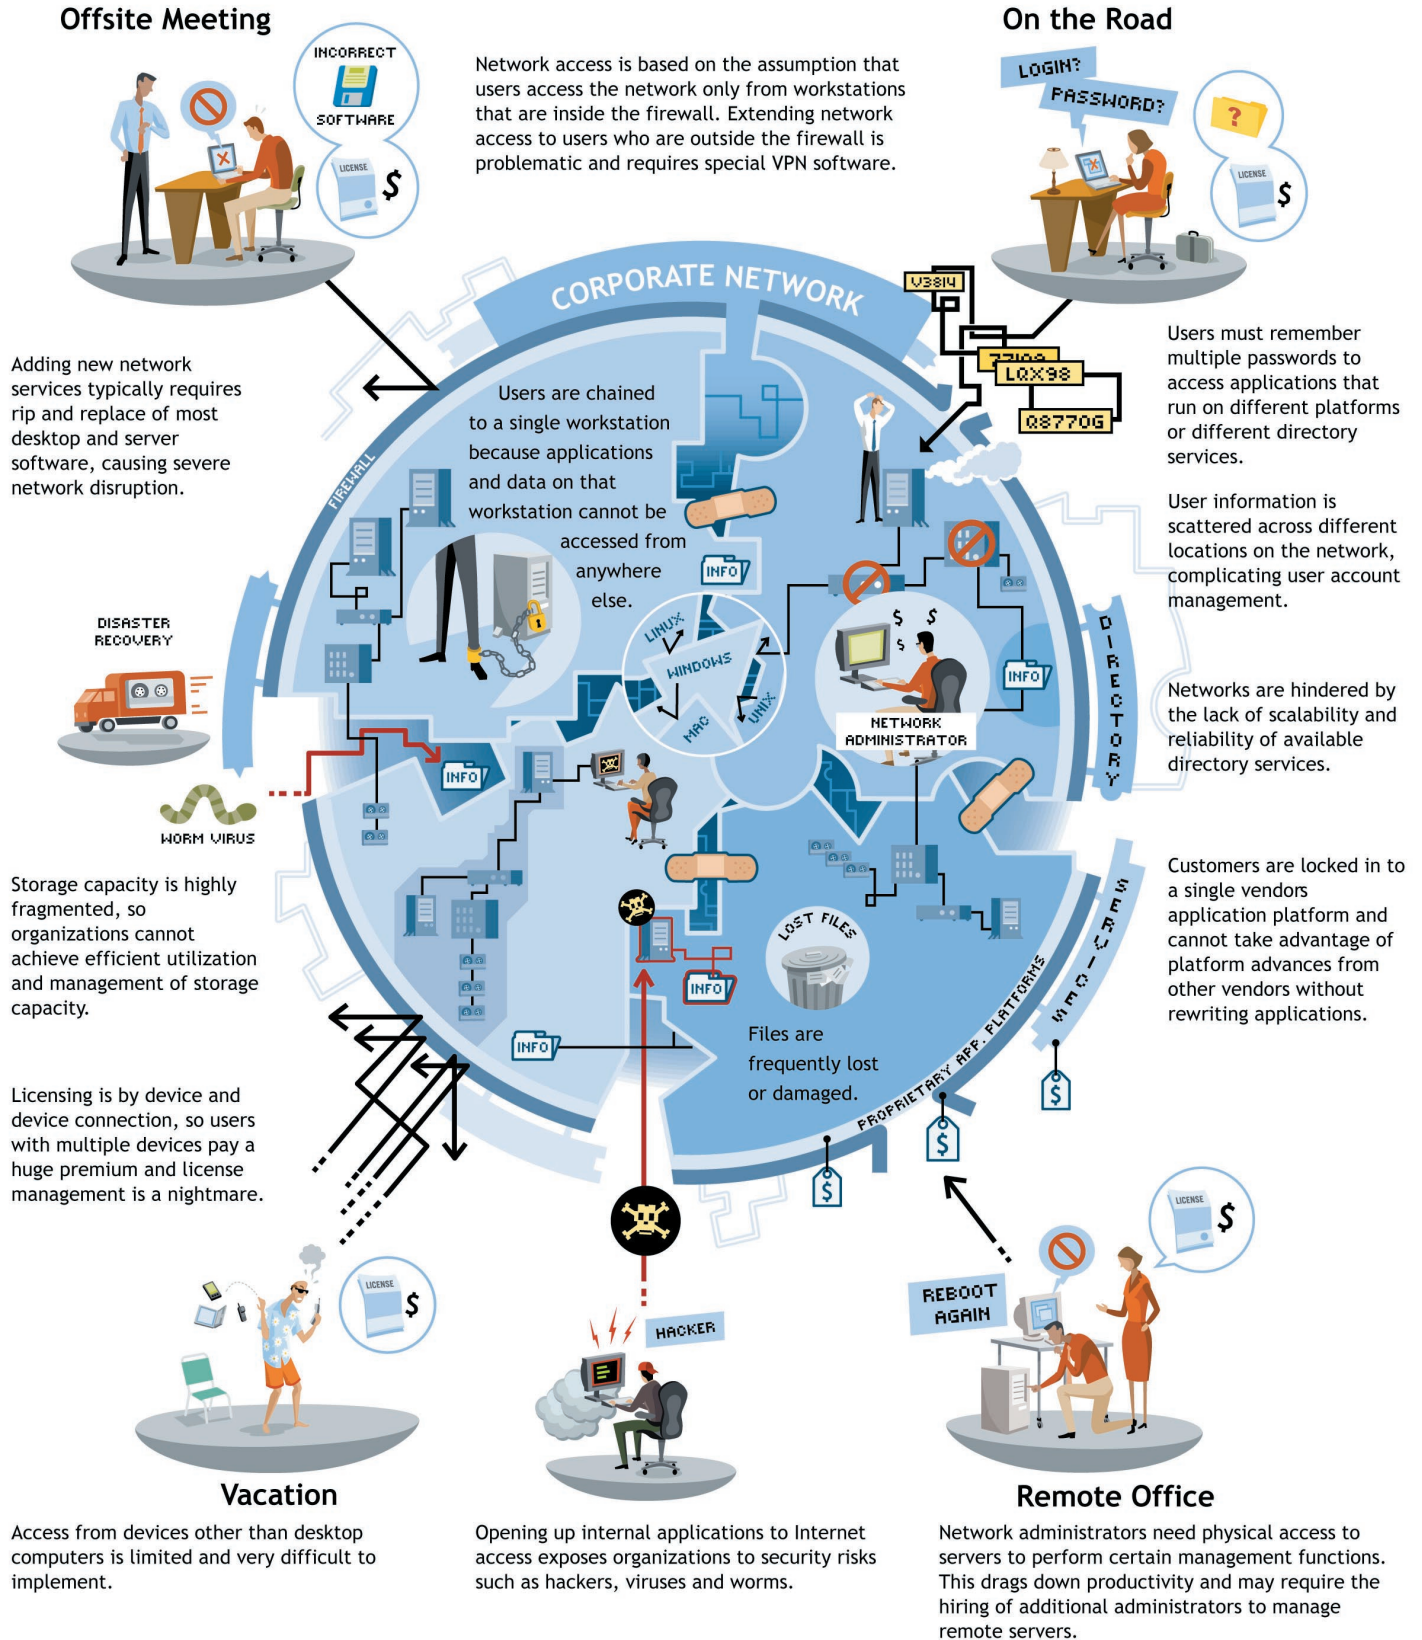 Offsite Meeting
On the Road
INCORRECT
SOFTWARE
LICENSE
$
Network access is based on the assumption that
users access the network only from workstations
that are inside the firewall. Extending network
access to users who are outside the firewall is
problematic and requires special VPN software.
LOGIN?
PASSWORD?
?
LICENSE
$
CORPORATE NETWORK
V3814
LQX98
Q8770G
Adding new network
services typically requires
rip and replace of most
desktop and server
software, causing severe
network disruption.
Users must remember
multiple passwords to
access applications that
run on different platforms
or different directory
services.
FIREWALL
Users are chained
to a single workstation
because applications
and data on that
workstation cannot be
accessed from
anywhere
else.
INFO
User information is
scattered across different
locations on the network,
complicating user account
management.
DISASTER
RECOVERY
LINUX
WINDOWS
MAC
UNIX
$ $
$
NETWORK
ADMINISTRATOR
INFO
DIRECTORY
Networks are hindered by
the lack of scalability and
reliability of available
directory services.
INFO
WORM VIRUS
Storage capacity is highly
fragmented, so
organizations cannot
achieve efficient utilization
and management of storage
capacity.
SERVICES
Customers are locked in to
a single vendors
application platform and
cannot take advantage of
platform advances from
other vendors without
rewriting applications.
LOST FILES
INFO
INFO
Files are
frequently lost
or damaged.
PROPRIETARY APP. PLATFORMS
$
$
$
Licensing is by device and
device connection, so users
with multiple devices pay a
huge premium and license
management is a nightmare.
LICENSE
$
HACKER
REBOOT
AGAIN
LICENSE
$
Vacation
Access from devices other than desktop
computers is limited and very difficult to
implement.
Opening up internal applications to Internet
access exposes organizations to security risks
such as hackers, viruses and worms.
Remote Office
Network administrators need physical access to
servers to perform certain management functions.
This drags down productivity and may require the
hiring of additional administrators to manage
remote servers.